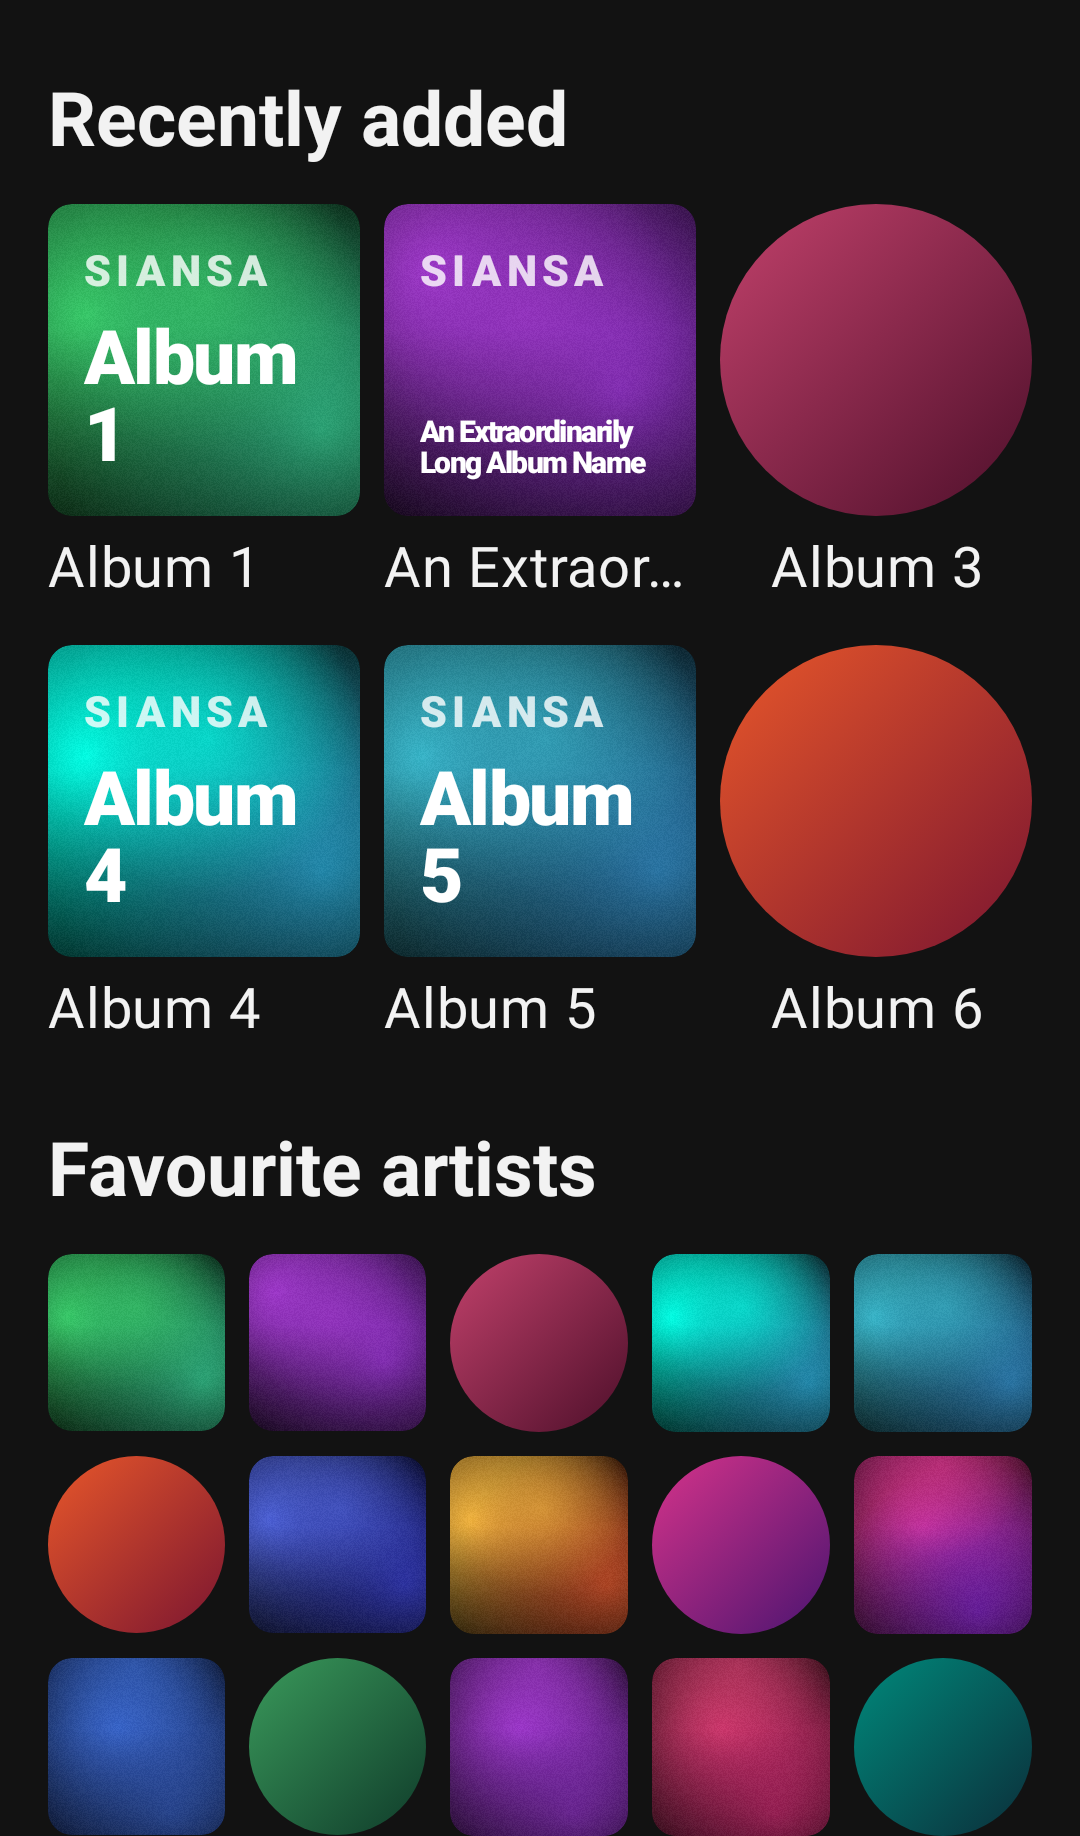 Recently added
SIANSA
Album
1
SIANSA
An Extraordinarily
Long Album Name
Album 1
An Extraor...
Album 3
SIANSA
Album
4
SIANSA
Album
5
Album 4
Album 5
Album 6
Favourite artists